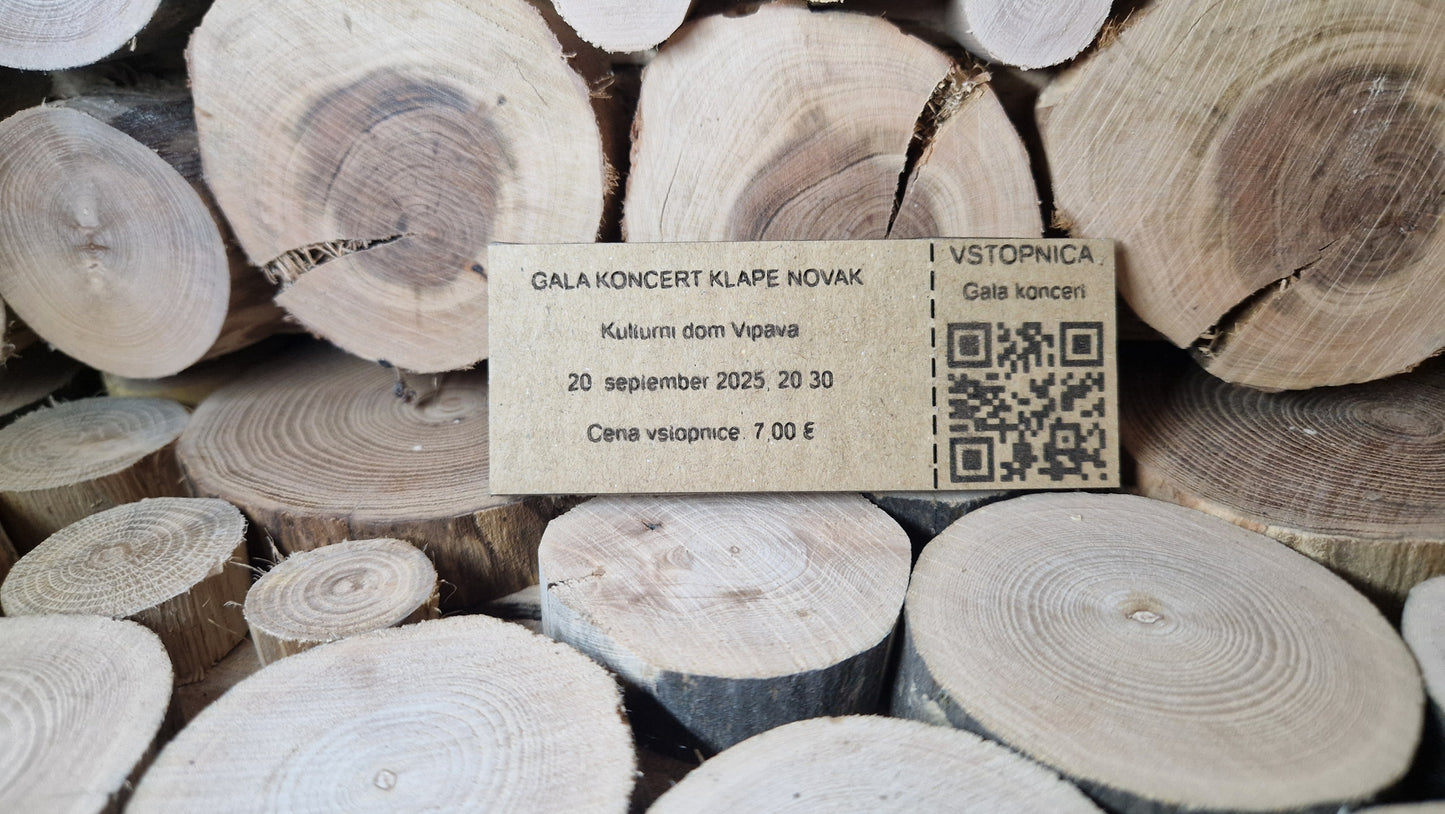 GALA KONCERT KLAPE NOVAK
Kulturni dom Vipava
20. september 2025, 20.30
Cena vstopnice: 7,00 €
VSTOPNICA
Gala koncert